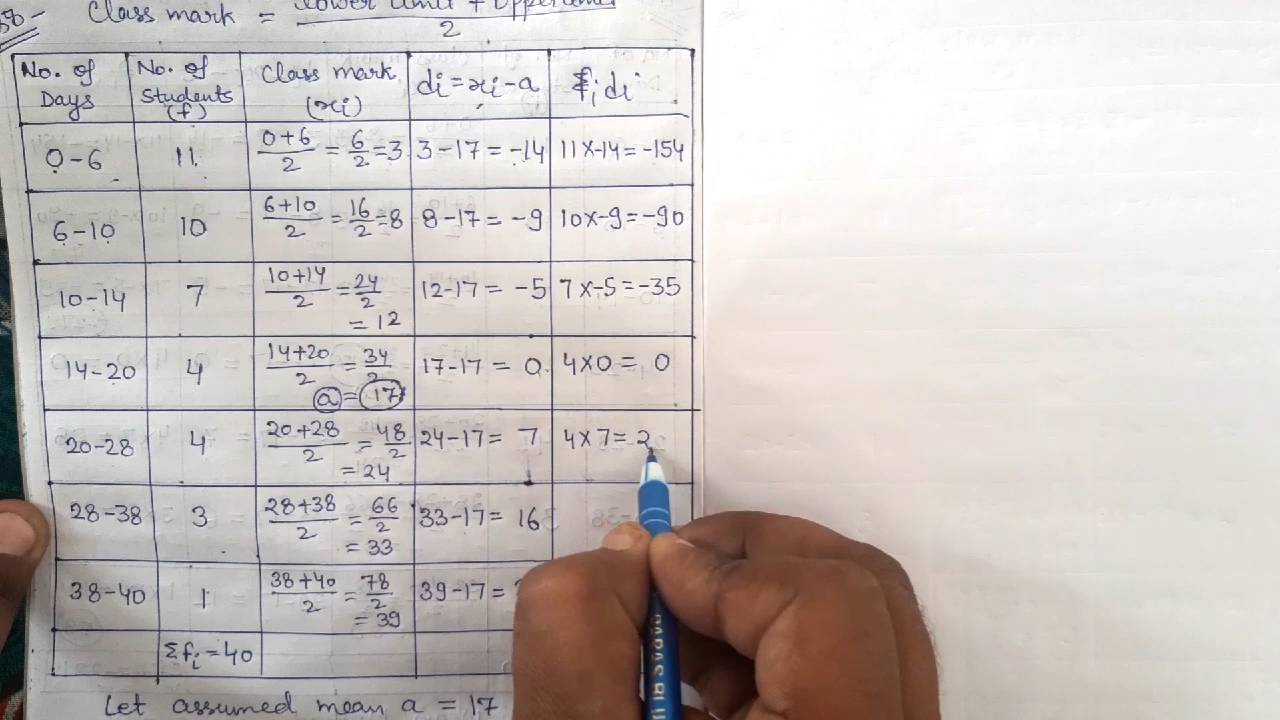 Class mark = Lower limit + Upper limit
2
No. of Days No. of Students (f) Class mark (xi) di = xi - a fi di
0-6 11 0+6/2 = 6/2 = 3 3-17 = -14 11×-14 = -154
6-10 10 6+10/2 = 16/2 = 8 8-17 = -9 10×-9 = -90
10-14 7 10+14/2 = 24/2 = 12 12-17 = -5 7×-5 = -35
14-20 4 14+20/2 = 34/2 a = 17 17-17 = 0 4×0 = 0
20-28 4 20+28/2 = 48/2 = 24 24-17 = 7 4×7 = 2
28-38 3 28+38/2 = 66/2 = 33 33-17 = 16
38-40 1 38+40/2 = 78/2 = 39 39-17 =
Σfi = 40
Let assumed mean a = 17